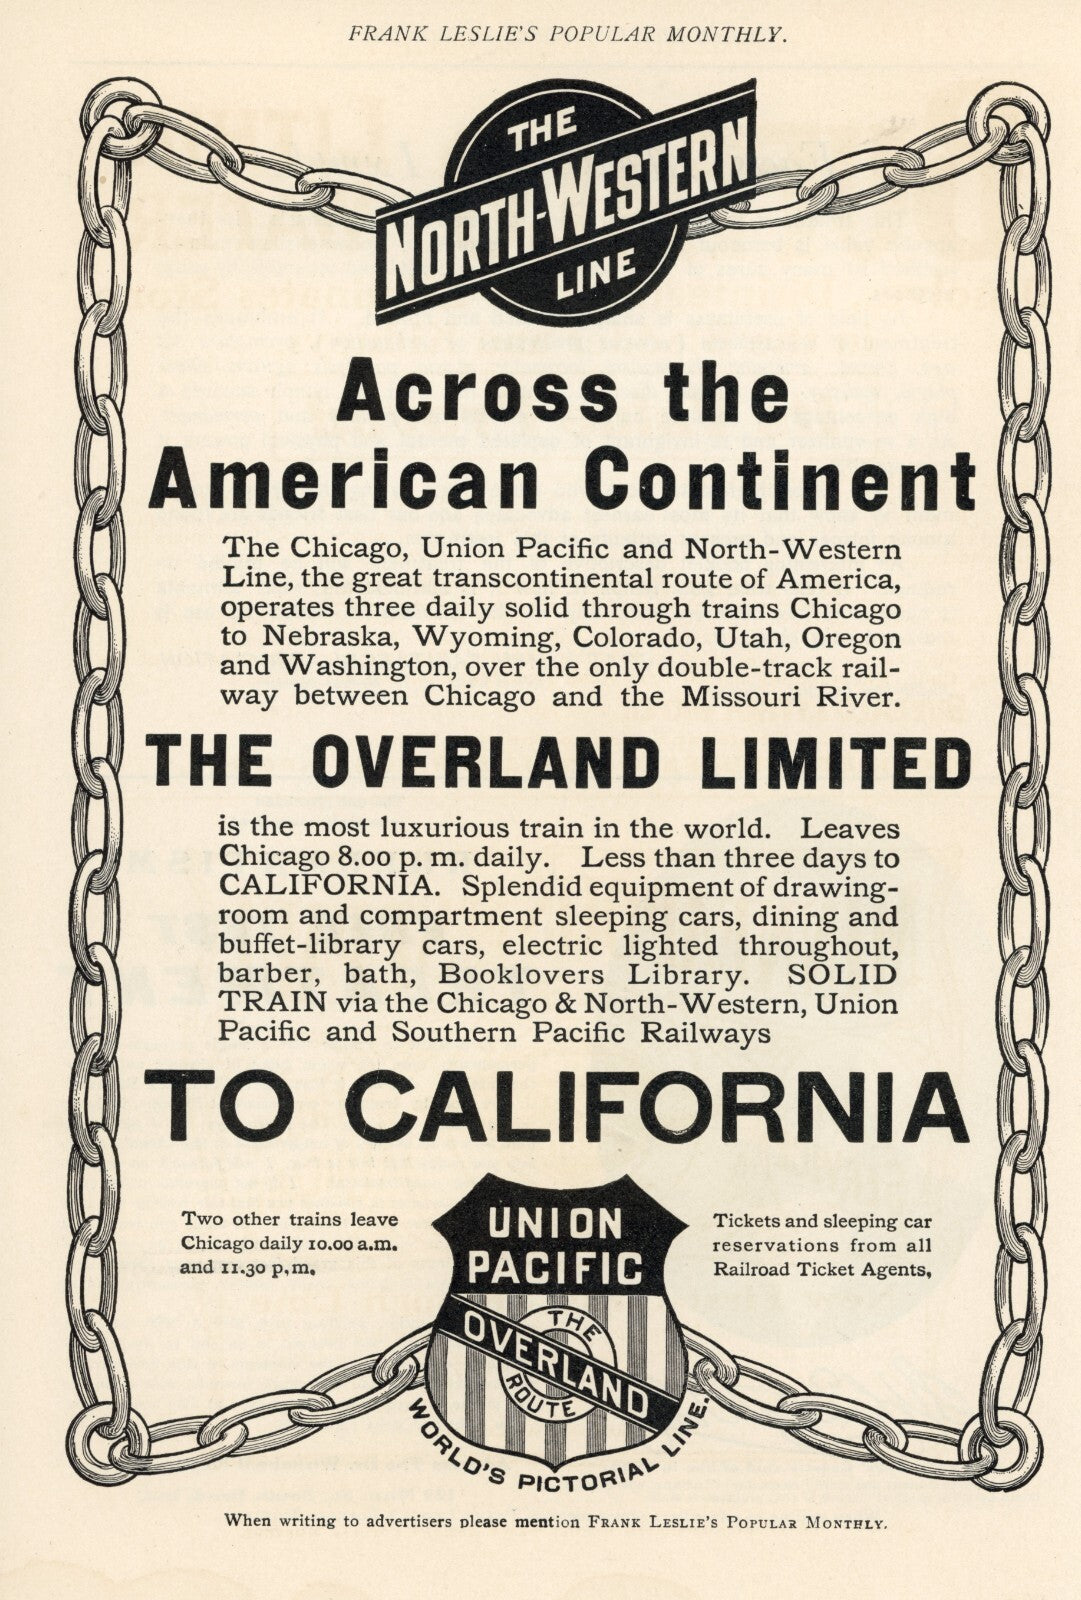 FRANK LESLIE'S POPULAR MONTHLY.
THE
NORTH-WESTERN
LINE
Across the
American Continent
The Chicago, Union Pacific and North-Western
Line, the great transcontinental route of America,
operates three daily solid through trains Chicago
to Nebraska, Wyoming, Colorado, Utah, Oregon
and Washington, over the only double-track rail-
way between Chicago and the Missouri River.
THE OVERLAND LIMITED
is the most luxurious train in the world. Leaves
Chicago 8.00 p. m. daily. Less than three days to
CALIFORNIA. Splendid equipment of drawing-
room and compartment sleeping cars, dining and
buffet-library cars, electric lighted throughout,
barber, bath, Booklovers Library. SOLID
TRAIN via the Chicago & North-Western, Union
Pacific and Southern Pacific Railways
TO CALIFORNIA
Two other trains leave
Chicago daily 10.00 a.m.
and 11.30 p,m.
UNION
PACIFIC
THE
OVERLAND
ROUTE
WORLD'S PICTORIAL LINE.
Tickets and sleeping car
reservations from all
Railroad Ticket Agents,
When writing to advertisers please mention FRANK LESLIE'S POPULAR MONTHLY.